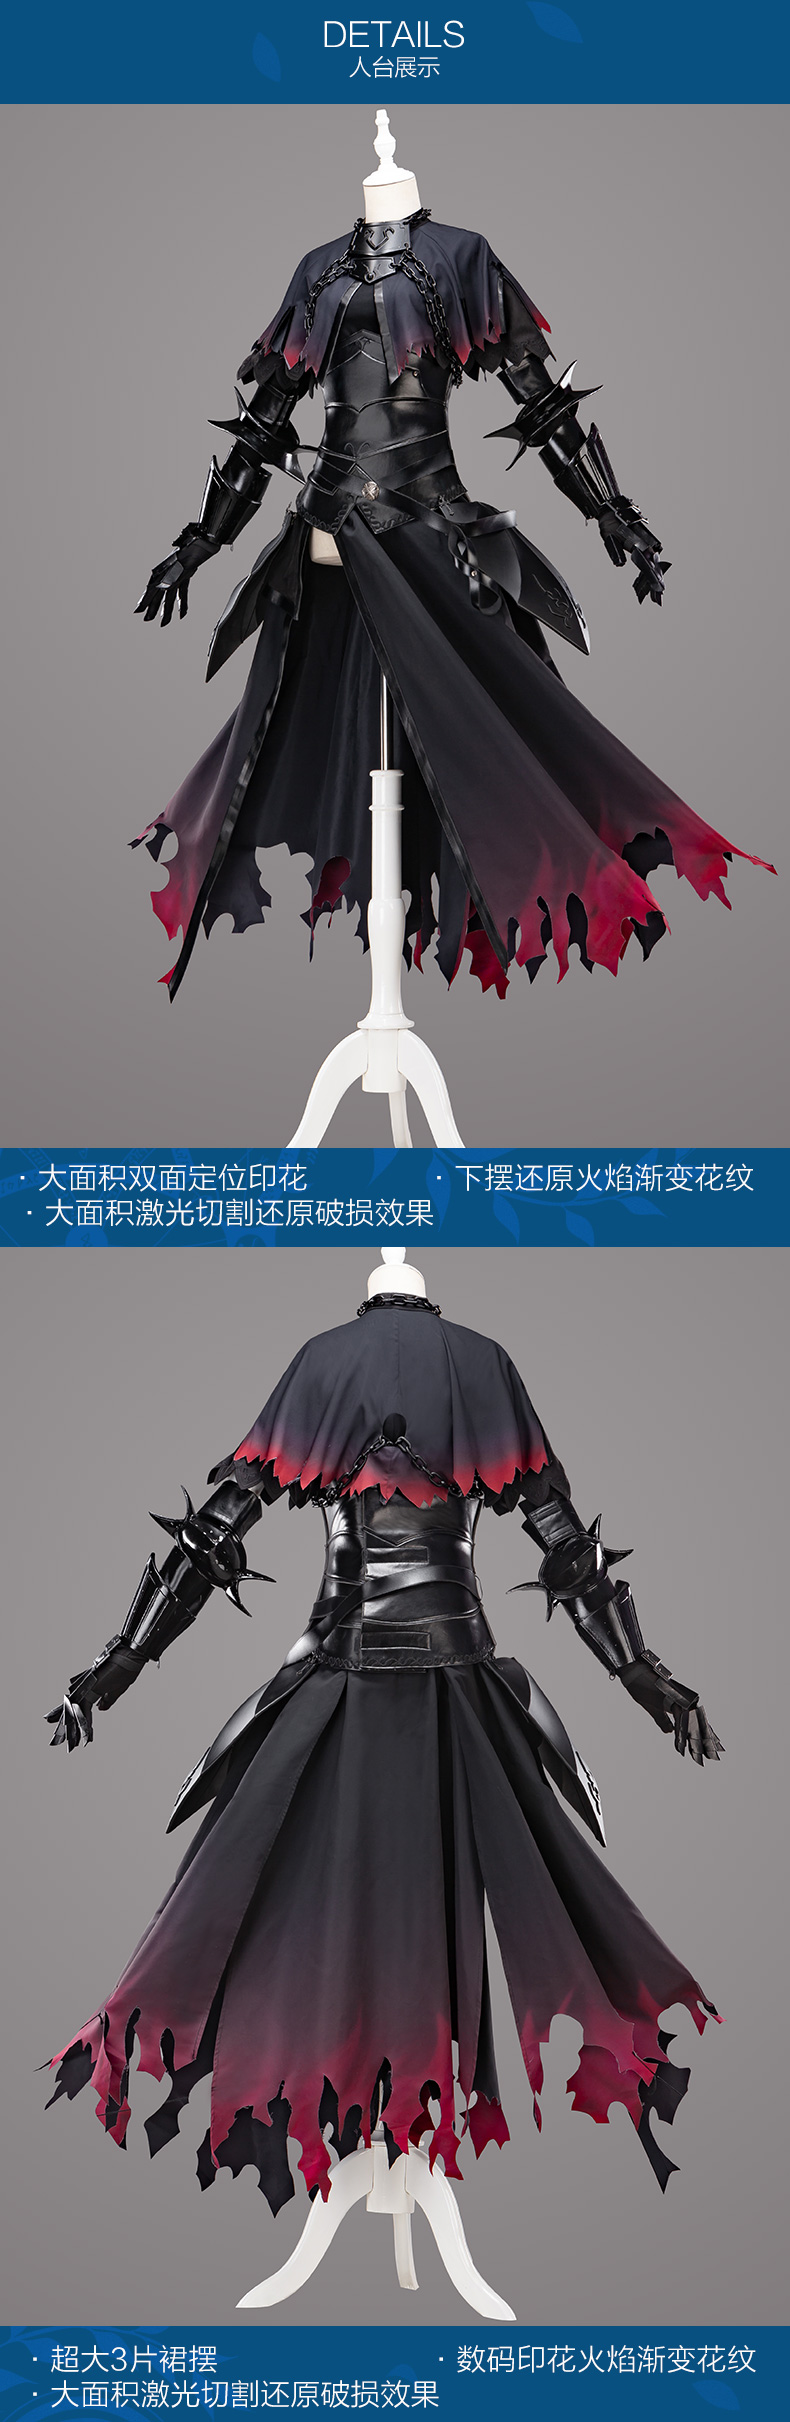 DETAILS
人台展示
· 大面积双面定位印花
· 下摆还原火焰渐变花纹
· 大面积激光切割还原破损效果
· 超大3片裙摆
· 数码印花火焰渐变花纹
· 大面积激光切割还原破损效果